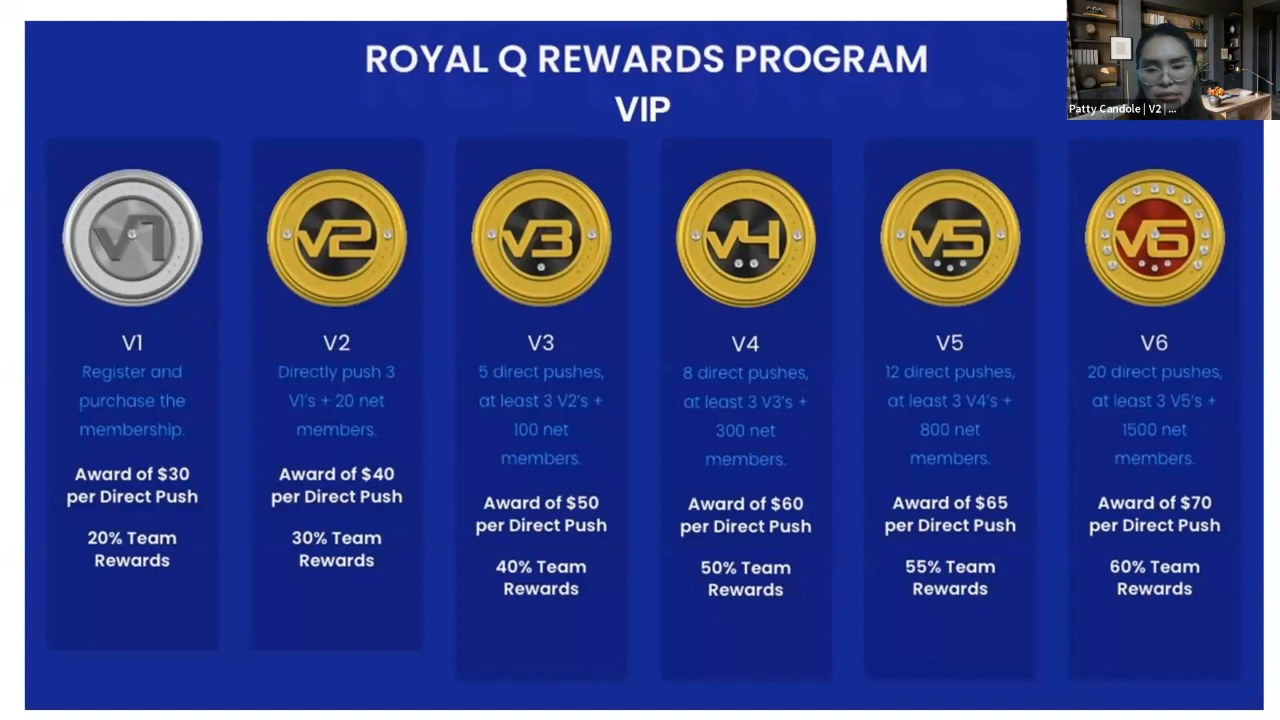 ROYAL Q REWARDS PROGRAM
VIP
Patty Candole | V2 | ...
V1
V2
V3
V4
V5
V6
V1
Register and
purchase the
membership.
Award of $30
per Direct Push
20% Team
Rewards
V2
Directly push 3
V1's + 20 net
members.
Award of $40
per Direct Push
30% Team
Rewards
V3
5 direct pushes,
at least 3 V2's +
100 net
members.
Award of $50
per Direct Push
40% Team
Rewards
V4
8 direct pushes,
at least 3 V3's +
300 net
members.
Award of $60
per Direct Push
50% Team
Rewards
V5
12 direct pushes,
at least 3 V4's +
800 net
members.
Award of $65
per Direct Push
55% Team
Rewards
V6
20 direct pushes,
at least 3 V5's +
1500 net
members.
Award of $70
per Direct Push
60% Team
Rewards